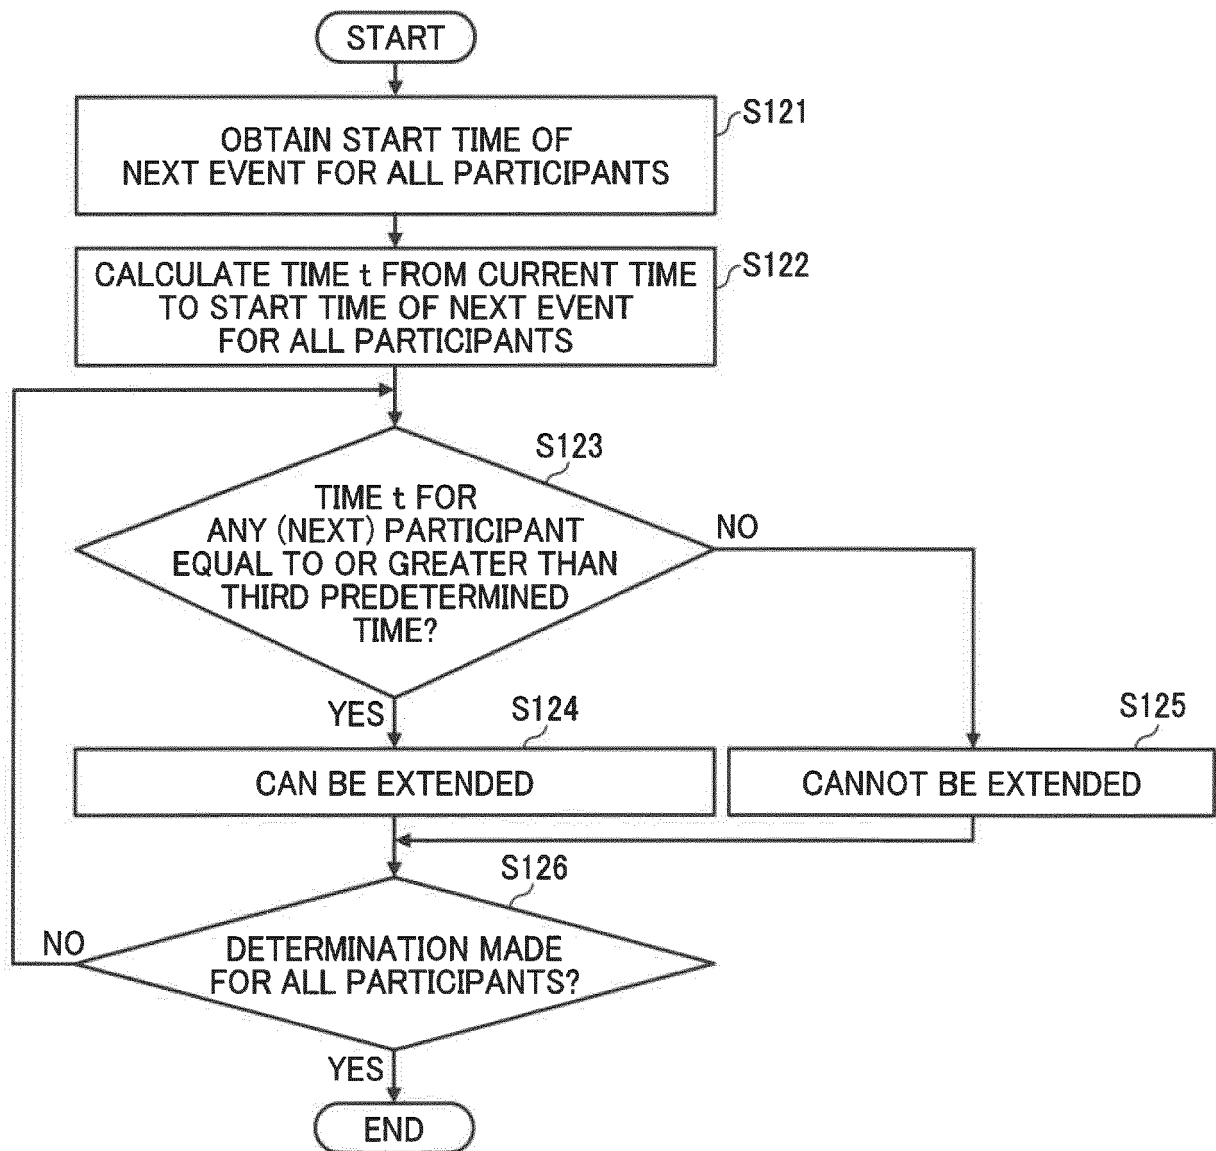 START
S121
OBTAIN START TIME OF
NEXT EVENT FOR ALL PARTICIPANTS
S122
CALCULATE TIME t FROM CURRENT TIME
TO START TIME OF NEXT EVENT
FOR ALL PARTICIPANTS
S123
TIME t FOR
ANY (NEXT) PARTICIPANT
EQUAL TO OR GREATER THAN
THIRD PREDETERMINED
TIME?
NO
YES
S124
CAN BE EXTENDED
S125
CANNOT BE EXTENDED
S126
DETERMINATION MADE
FOR ALL PARTICIPANTS?
NO
YES
END